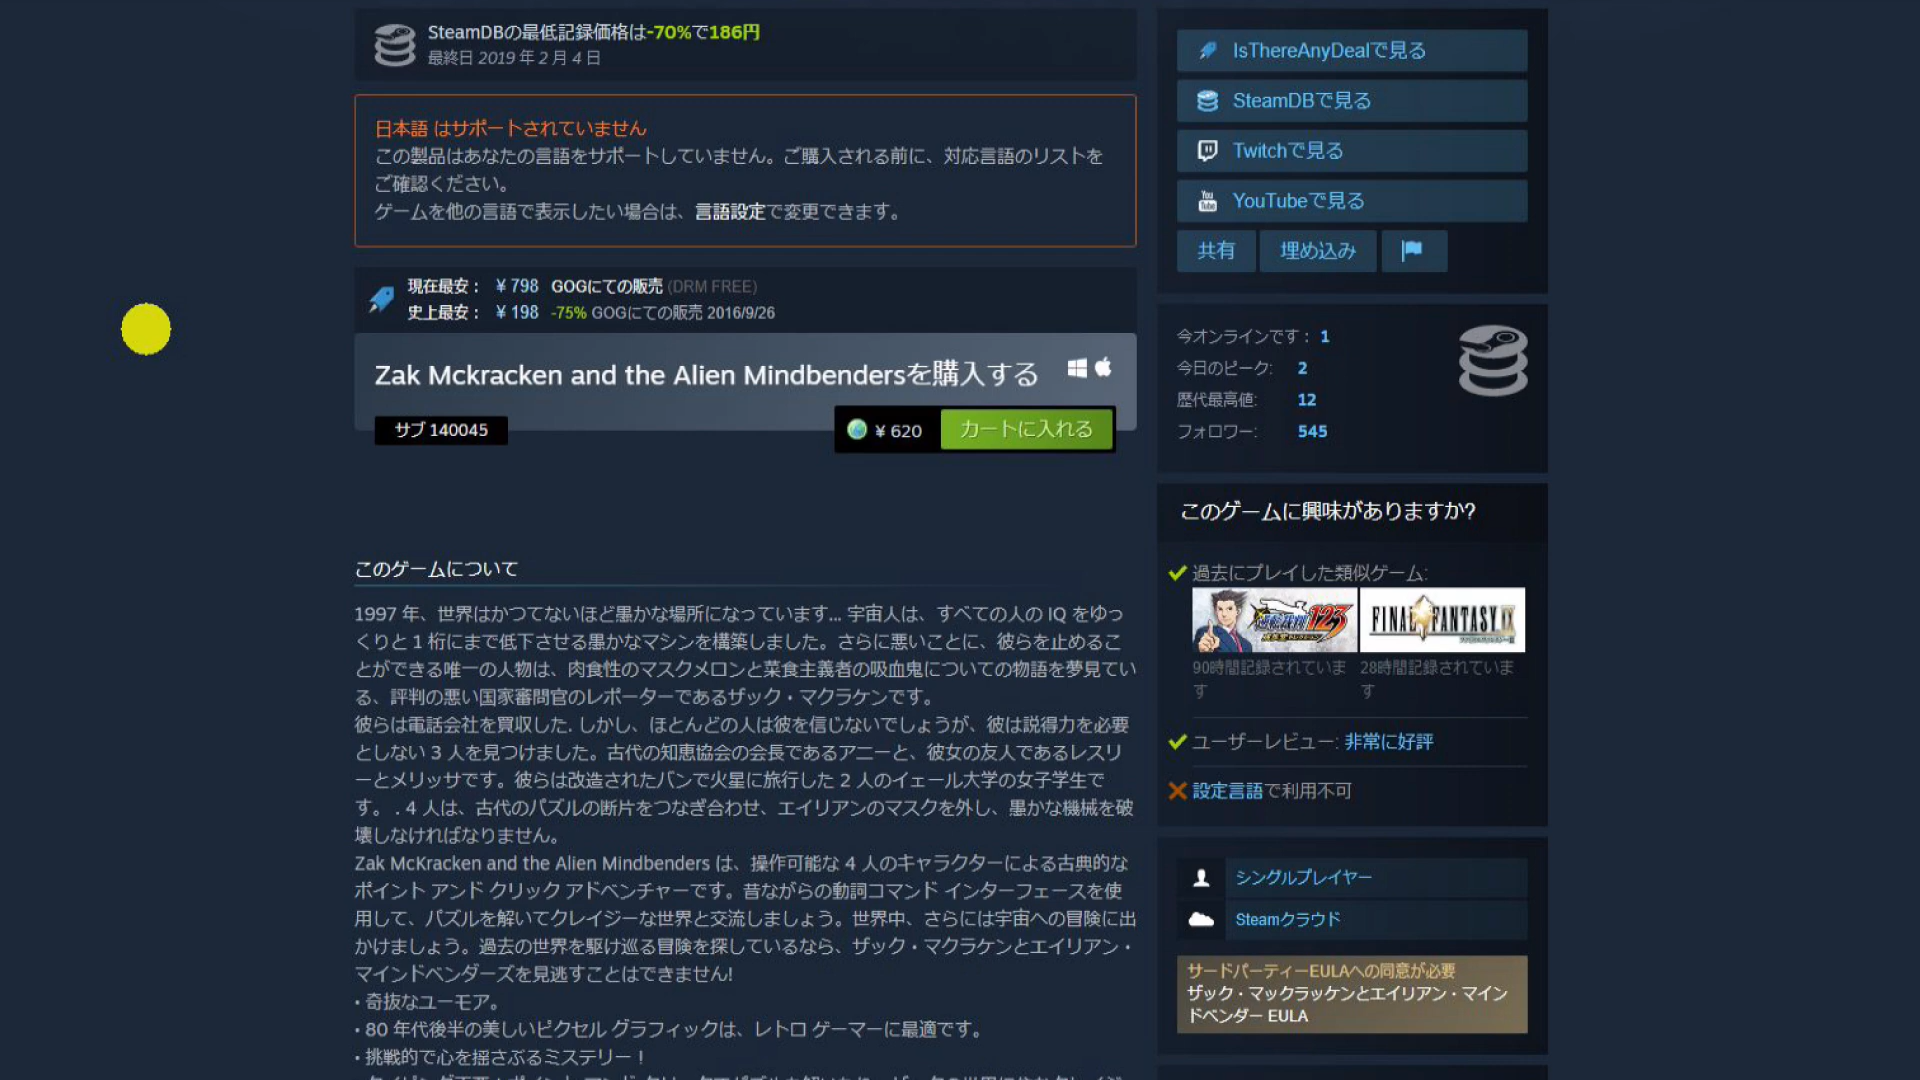 SteamDBの最低記録価格は-70%で186円
最終日 2019 年 2 月 4 日
日本語 はサポートされていません
この製品はあなたの言語をサポートしていません。ご購入される前に、対応言語のリストを
ご確認ください。
ゲームを他の言語で表示したい場合は、言語設定で変更できます。
現在最安： ¥ 798 GOGにての販売 (DRM FREE)
史上最安： ¥ 198 -75% GOGにての販売 2016/9/26
Zak Mckracken and the Alien Mindbendersを購入する
サブ 140045
¥ 620
カートに入れる
このゲームについて
1997 年、世界はかつてないほど愚かな場所になっています... 宇宙人は、すべての人の IQ をゆっ
くりと 1 桁にまで低下させる愚かなマシンを構築しました。さらに悪いことに、彼らを止めるこ
とができる唯一の人物は、肉食性のマスクメロンと菜食主義者の吸血鬼についての物語を夢見てい
る、評判の悪い国家審問官のレポーターであるザック・マクラケンです。
彼らは電話会社を買収した. しかし、ほとんどの人は彼を信じないでしょうが、彼は説得力を必要
としない 3 人を見つけました。古代の知恵協会の会長であるアニーと、彼女の友人であるレスリ
ーとメリッサです。彼らは改造されたバンで火星に旅行した 2 人のイェール大学の女子学生で
す。 . 4 人は、古代のパズルの断片をつなぎ合わせ、エイリアンのマスクを外し、愚かな機械を破
壊しなければなりません。
Zak McKracken and the Alien Mindbenders は、操作可能な 4 人のキャラクターによる古典的な
ポイント アンド クリック アドベンチャーです。昔ながらの動詞コマンド インターフェースを使
用して、パズルを解いてクレイジーな世界と交流しましょう。世界中、さらには宇宙への冒険に出
かけましょう。過去の世界を駆け巡る冒険を探しているなら、ザック・マクラケンとエイリアン・
マインドベンダーズを見逃すことはできません!
• 奇抜なユーモア。
• 80 年代後半の美しいピクセル グラフィックは、レトロ ゲーマーに最適です。
• 挑戦的で心を揺さぶるミステリー！
IsThereAnyDealで見る
SteamDBで見る
Twitchで見る
YouTubeで見る
共有 埋め込み
今オンラインです： 1
今日のピーク: 2
歴代最高値: 12
フォロワー: 545
このゲームに興味がありますか?
過去にプレイした類似ゲーム:
逆転裁判 123
FINAL FANTASY IX
90時間記録されていま
す
28時間記録されていま
す
ユーザーレビュー: 非常に好評
設定言語で利用不可
シングルプレイヤー
Steamクラウド
サードパーティーEULAへの同意が必要
ザック・マックラッケンとエイリアン・マイン
ドベンダー EULA